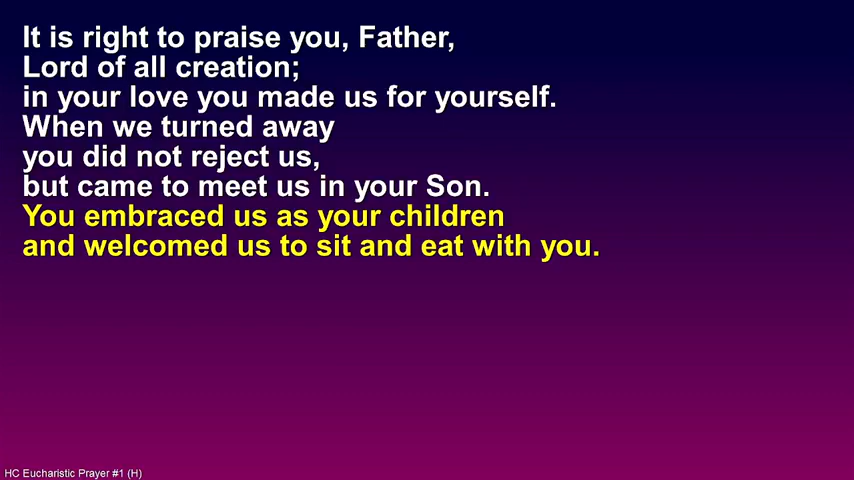 It is right to praise you, Father,
Lord of all creation;
in your love you made us for yourself.
When we turned away
you did not reject us,
but came to meet us in your Son.
You embraced us as your children
and welcomed us to sit and eat with you.
HC Eucharistic Prayer #1 (H)